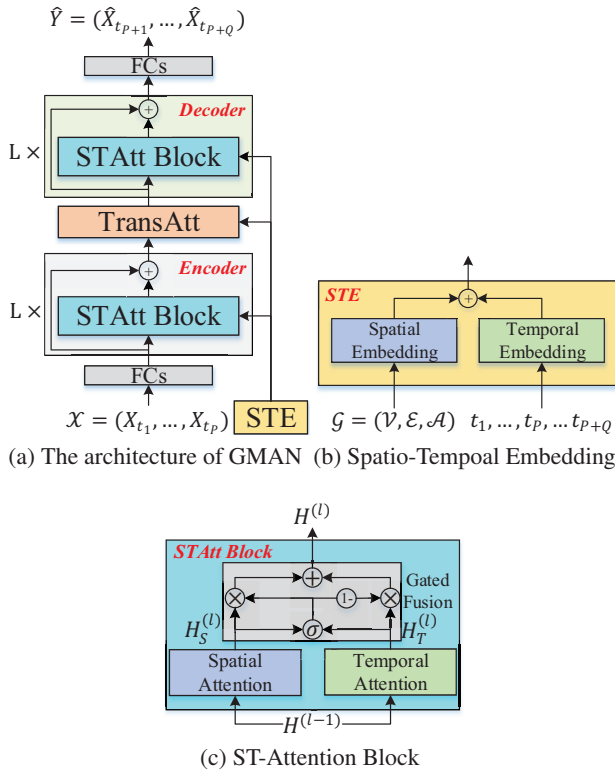 Ŷ = (X̂_{t_{P+1}}, ..., X̂_{t_{P+Q}})
FCs
Decoder
L ×
STAtt Block
TransAtt
Encoder
L ×
STAtt Block
FCs
𝒳 = (X_{t_1}, ..., X_{t_P})
STE
(a) The architecture of GMAN
STE
Spatial
Embedding
Temporal
Embedding
𝒢 = (𝒱, ℰ, 𝒜)
t_1, ..., t_P, ... t_{P+Q}
(b) Spatio-Tempoal Embedding
H^{(l)}
STAtt Block
Gated
Fusion
1-
σ
H_S^{(l)}
H_T^{(l)}
Spatial
Attention
Temporal
Attention
H^{(l-1)}
(c) ST-Attention Block